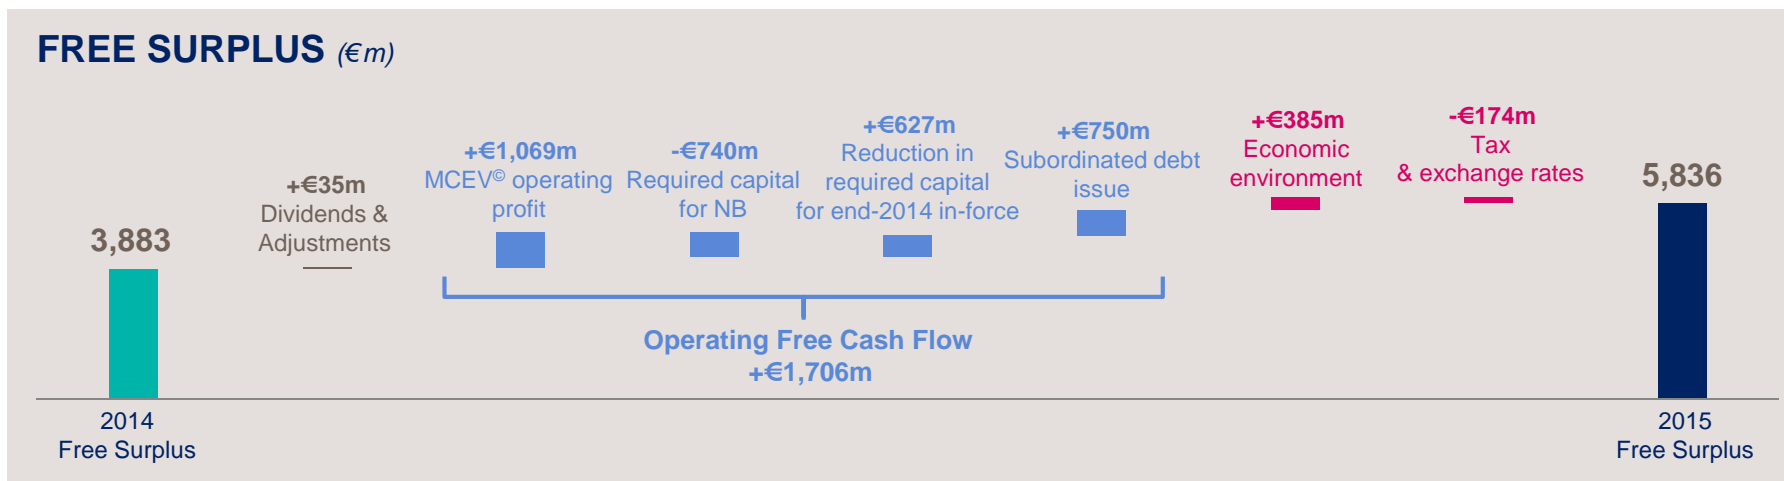 FREE SURPLUS (€m)
3,883
+€35m
Dividends &
Adjustments
+€1,069m
MCEV© operating
profit
-€740m
Required capital
for NB
+€627m
Reduction in
required capital
for end-2014 in-force
+€750m
Subordinated debt
issue
+€385m
Economic
environment
-€174m
Tax
& exchange rates
5,836
Operating Free Cash Flow
+€1,706m
2014
Free Surplus
2015
Free Surplus